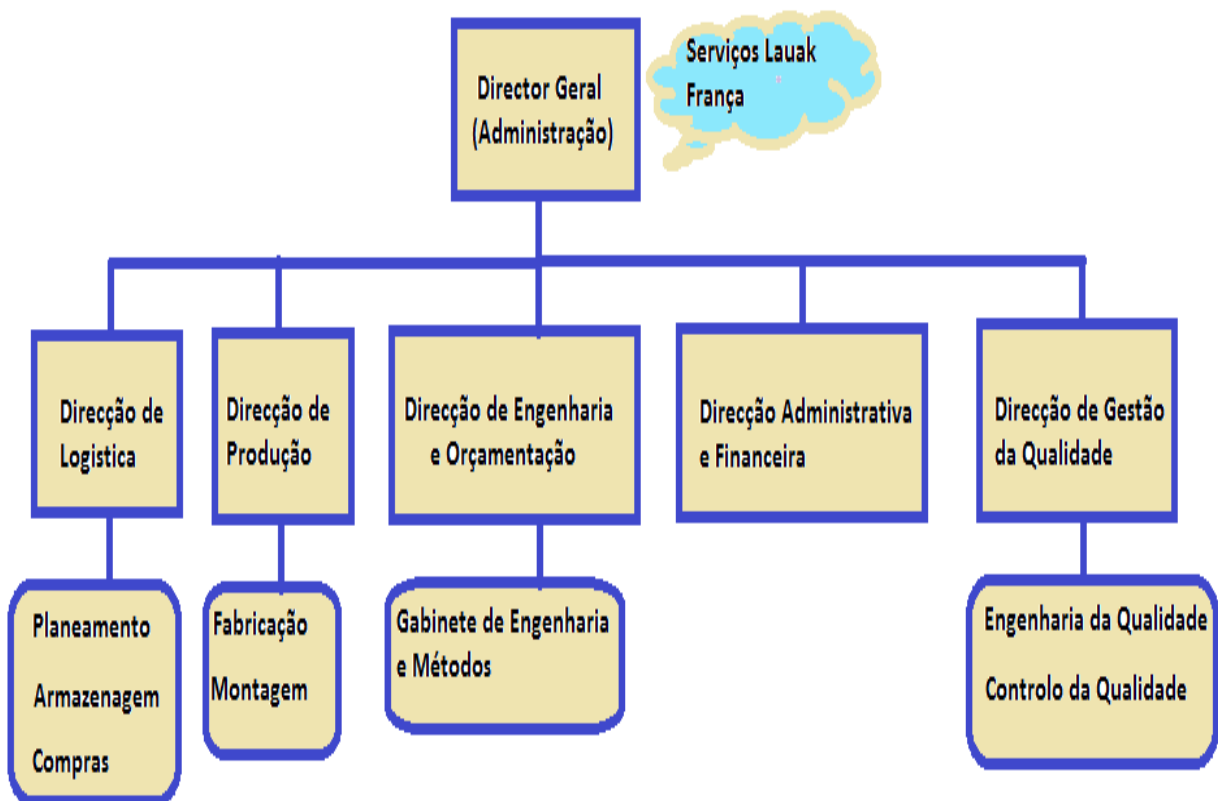 Director Geral
(Administração)
Serviços Lauak
França
Direcção de
Logistica
Direcção de
Produção
Direcção de Engenharia
e Orçamentação
Direcção Administrativa
e Financeira
Direcção de Gestão
da Qualidade
Planeamento
Armazenagem
Compras
Fabricação
Montagem
Gabinete de Engenharia
e Métodos
Engenharia da Qualidade
Controlo da Qualidade